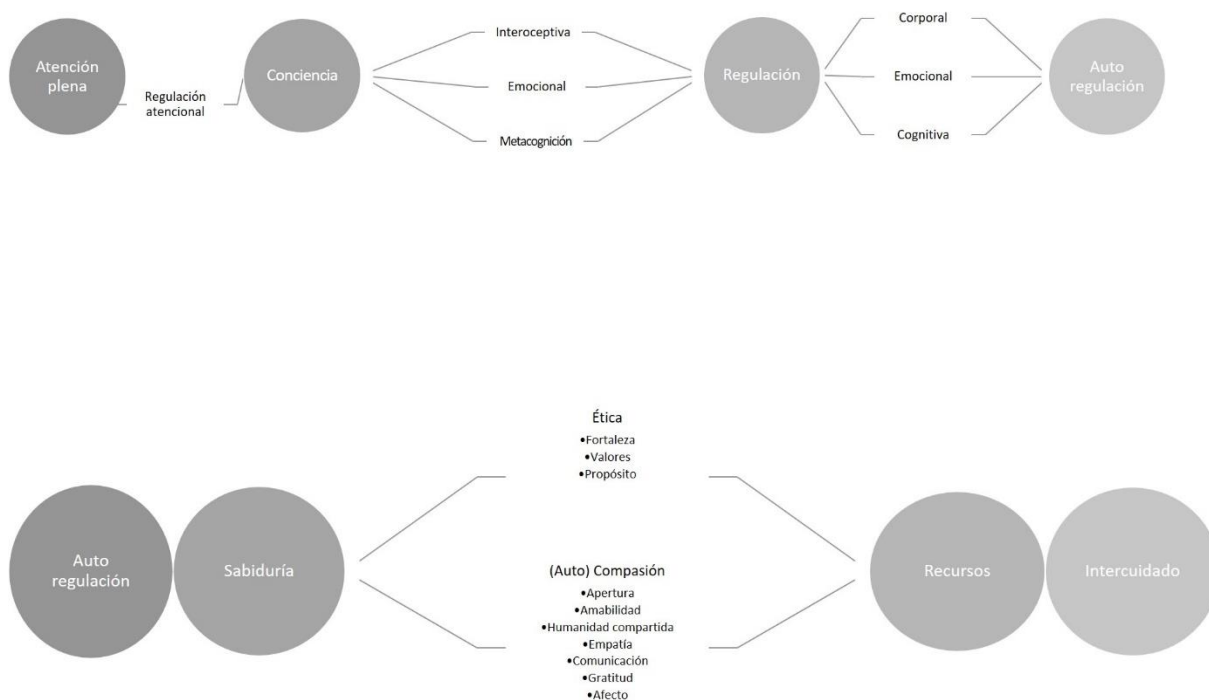 Atención
plena
Regulación
atencional
Conciencia
Interoceptiva
Emocional
Metacognición
Regulación
Corporal
Emocional
Cognitiva
Auto
regulación
Auto
regulación
Sabiduría
Ética
•Fortaleza
•Valores
•Propósito
(Auto) Compasión
•Apertura
•Amabilidad
•Humanidad compartida
•Empatía
•Comunicación
•Gratitud
•Afecto
Recursos
Intercuidado